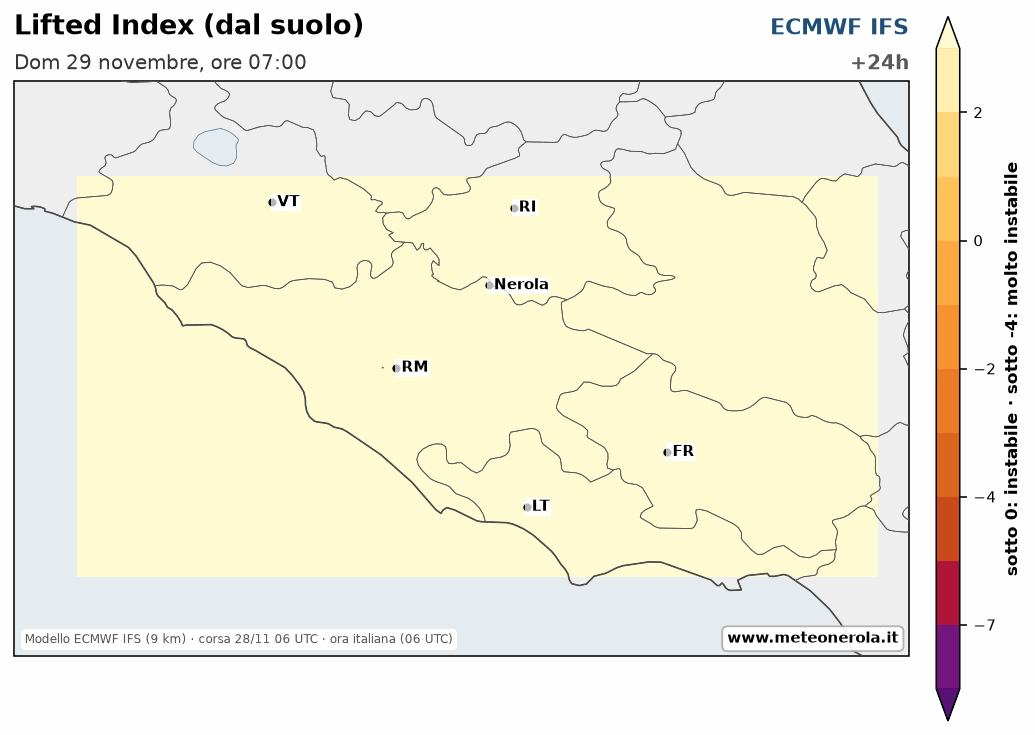 Lifted Index (dal suolo)
ECMWF IFS
Dom 29 novembre, ore 07:00
+24h
VT
RI
Nerola
RM
FR
LT
2
0
−2
−4
−7
sotto 0: instabile · sotto -4: molto instabile
Modello ECMWF IFS (9 km) · corsa 28/11 06 UTC · ora italiana (06 UTC)
www.meteonerola.it